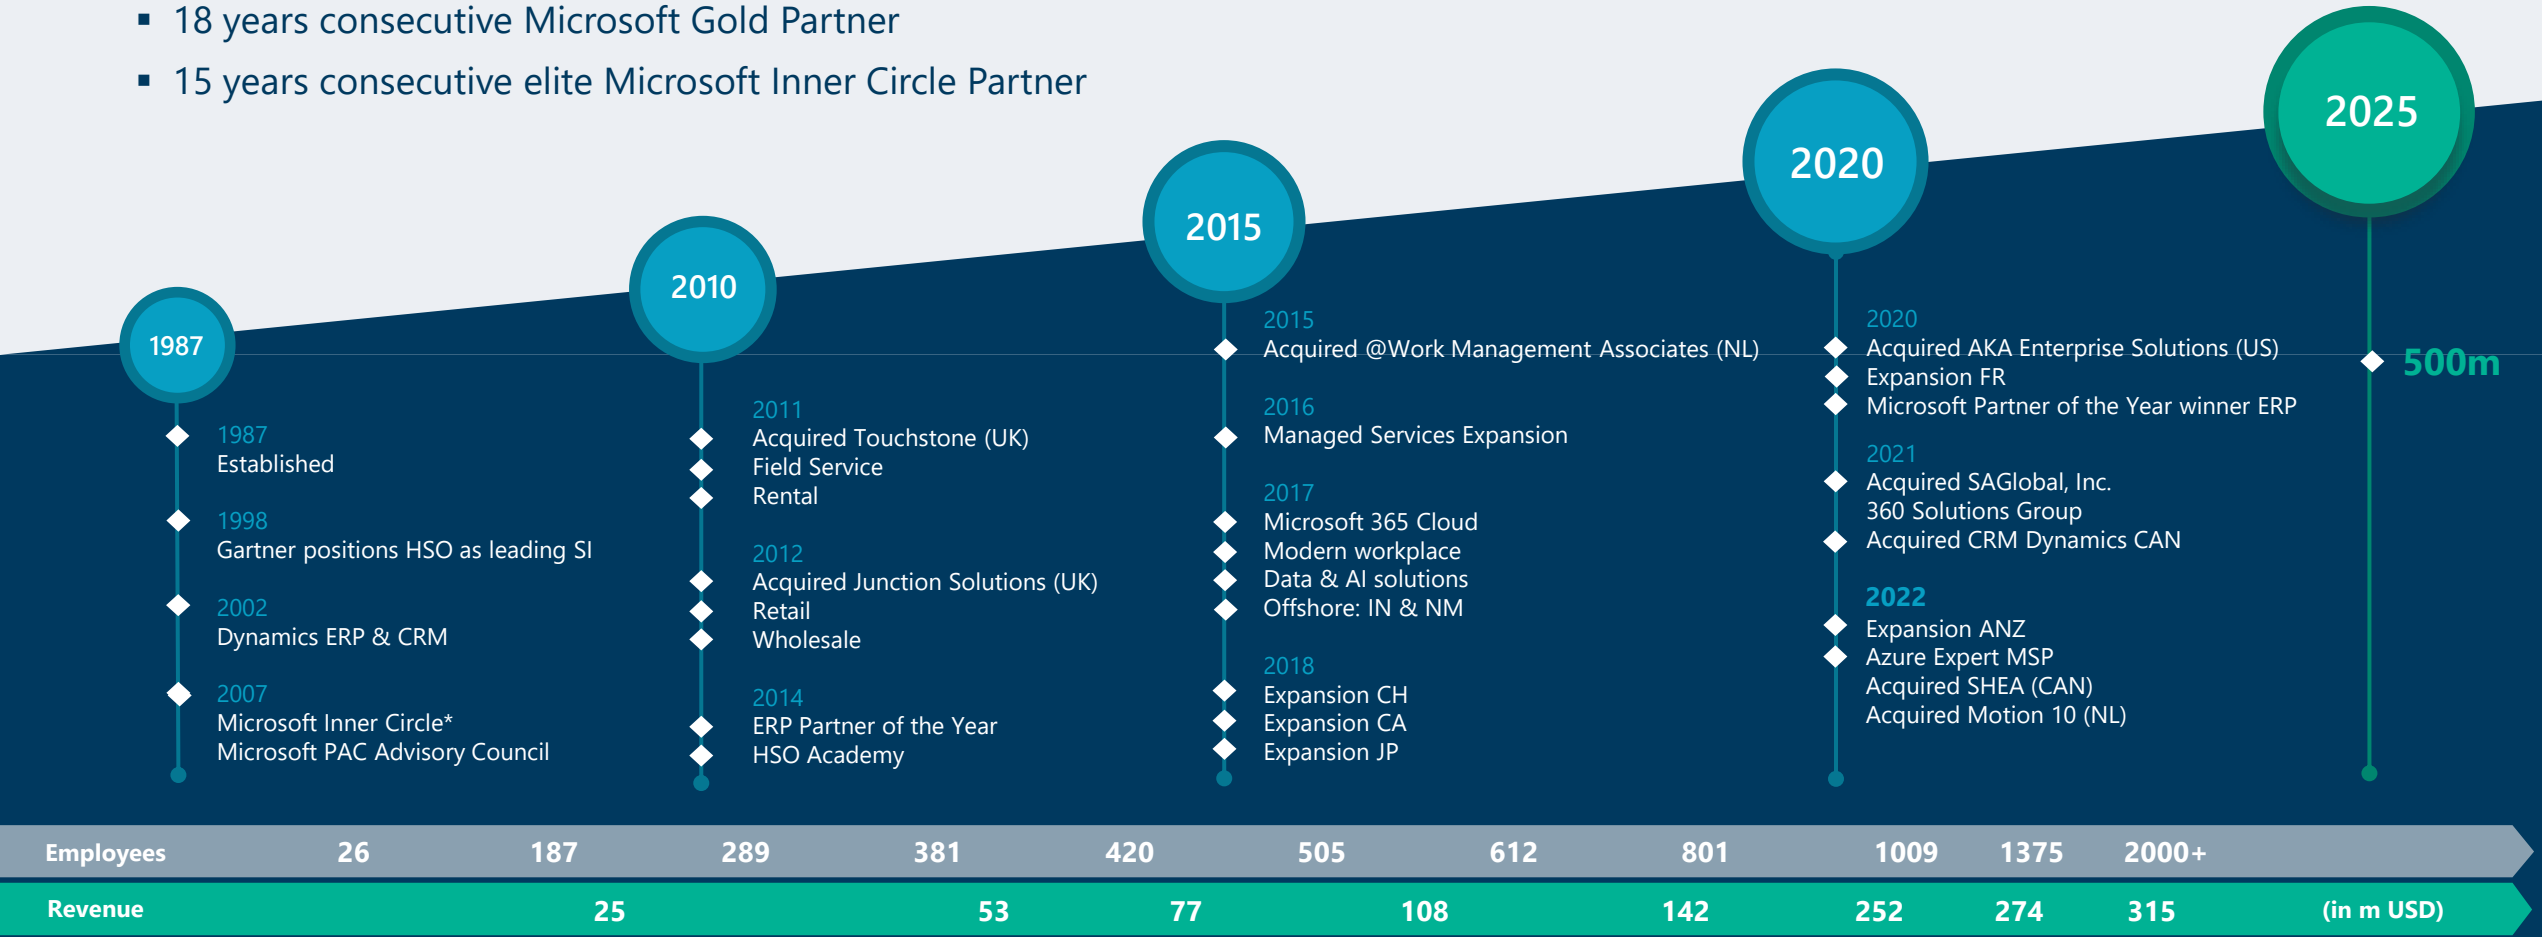 ▪ 18 years consecutive Microsoft Gold Partner
▪ 15 years consecutive elite Microsoft Inner Circle Partner
1987
1987
Established
1998
Gartner positions HSO as leading SI
2002
Dynamics ERP & CRM
2007
Microsoft Inner Circle*
Microsoft PAC Advisory Council
2010
2011
Acquired Touchstone (UK)
Field Service
Rental
2012
Acquired Junction Solutions (UK)
Retail
Wholesale
2014
ERP Partner of the Year
HSO Academy
2015
2015
Acquired @Work Management Associates (NL)
2016
Managed Services Expansion
2017
Microsoft 365 Cloud
Modern workplace
Data & AI solutions
Offshore: IN & NM
2018
Expansion CH
Expansion CA
Expansion JP
2020
2020
Acquired AKA Enterprise Solutions (US)
Expansion FR
Microsoft Partner of the Year winner ERP
2021
Acquired SAGlobal, Inc.
360 Solutions Group
Acquired CRM Dynamics CAN
2022
Expansion ANZ
Azure Expert MSP
Acquired SHEA (CAN)
Acquired Motion 10 (NL)
2025
500m
Employees 26 187 289 381 420 505 612 801 1009 1375 2000+
Revenue 25 53 77 108 142 252 274 315 (in m USD)